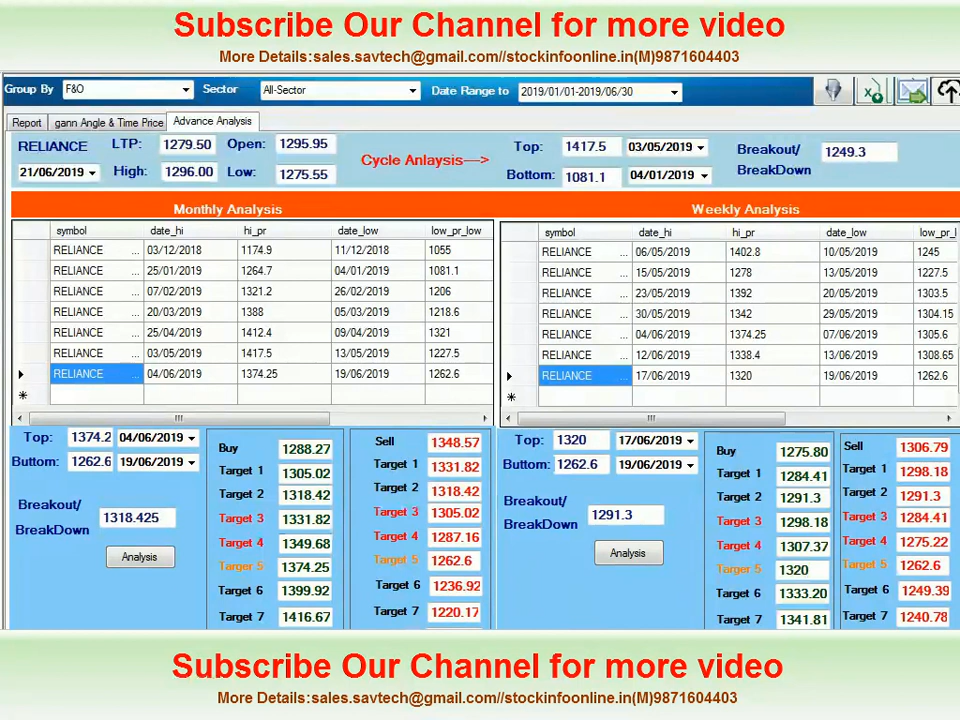 Subscribe Our Channel for more video
More Details:sales.savtech@gmail.com//stockinfoonline.in(M)9871604403
Group By F&O Sector All-Sector Date Range to 2019/01/01-2019/06/30
Report gann Angle & Time Price Advance Analysis
RELIANCE LTP: 1279.50 Open: 1295.95 Cycle Anlaysis---> Top: 1417.5 03/05/2019 Breakout/ BreakDown 1249.3
21/06/2019 High: 1296.00 Low: 1275.55 Bottom: 1081.1 04/01/2019
Monthly Analysis
symbol date_hi hi_pr date_low low_pr_low
RELIANCE ... 03/12/2018 1174.9 11/12/2018 1055
RELIANCE ... 25/01/2019 1264.7 04/01/2019 1081.1
RELIANCE ... 07/02/2019 1321.2 26/02/2019 1206
RELIANCE ... 20/03/2019 1388 05/03/2019 1218.6
RELIANCE ... 25/04/2019 1412.4 09/04/2019 1321
RELIANCE ... 03/05/2019 1417.5 13/05/2019 1227.5
RELIANCE ... 04/06/2019 1374.25 19/06/2019 1262.6
Weekly Analysis
symbol date_hi hi_pr date_low low_pr_l
RELIANCE ... 06/05/2019 1402.8 10/05/2019 1245
RELIANCE ... 15/05/2019 1278 13/05/2019 1227.5
RELIANCE ... 23/05/2019 1392 20/05/2019 1303.5
RELIANCE ... 30/05/2019 1342 29/05/2019 1304.15
RELIANCE ... 04/06/2019 1374.25 07/06/2019 1305.6
RELIANCE ... 12/06/2019 1338.4 13/06/2019 1308.65
RELIANCE ... 17/06/2019 1320 19/06/2019 1262.6
Top: 1374.2 04/06/2019
Buttom: 1262.6 19/06/2019
Breakout/
BreakDown 1318.425
Analysis
Buy 1288.27
Target 1 1305.02
Target 2 1318.42
Target 3 1331.82
Target 4 1349.68
Targer 5 1374.25
Target 6 1399.92
Target 7 1416.67
Sell 1348.57
Target 1 1331.82
Target 2 1318.42
Target 3 1305.02
Target 4 1287.16
Target 5 1262.6
Target 6 1236.92
Target 7 1220.17
Top: 1320 17/06/2019
Buttom: 1262.6 19/06/2019
Breakout/
BreakDown 1291.3
Analysis
Buy 1275.80
Target 1 1284.41
Target 2 1291.3
Target 3 1298.18
Target 4 1307.37
Targer 5 1320
Target 6 1333.20
Target 7 1341.81
Sell 1306.79
Target 1 1298.18
Target 2 1291.3
Target 3 1284.41
Target 4 1275.22
Target 5 1262.6
Target 6 1249.39
Target 7 1240.78
Subscribe Our Channel for more video
More Details:sales.savtech@gmail.com//stockinfoonline.in(M)9871604403